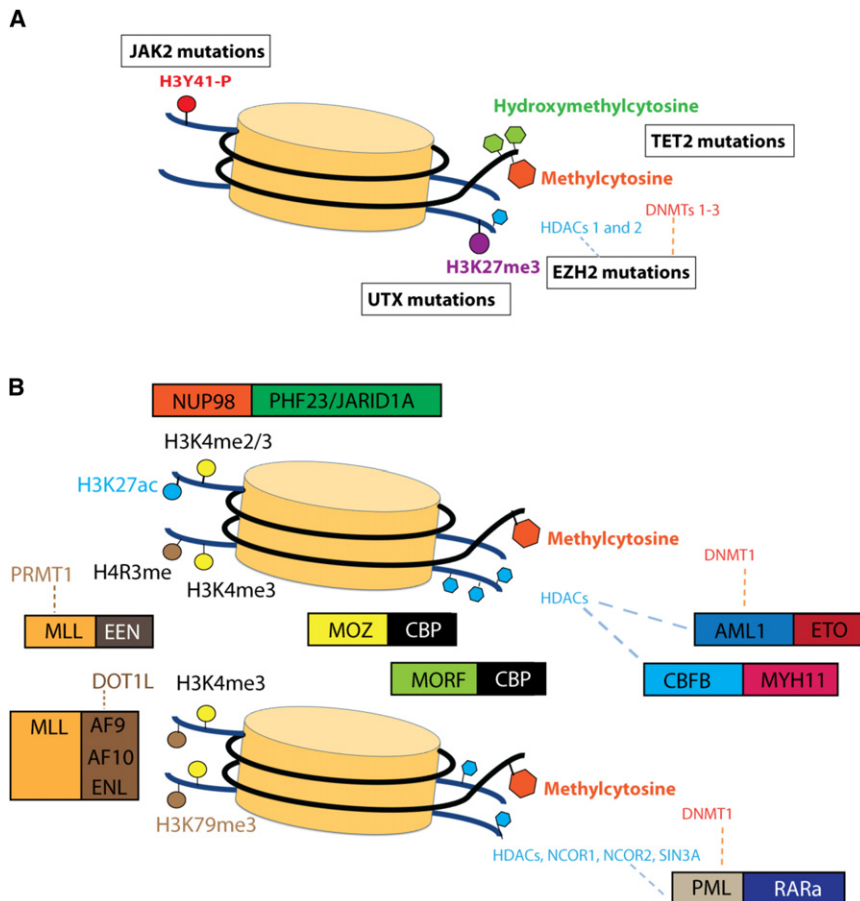 A
JAK2 mutations
H3Y41-P
Hydroxymethylcytosine
TET2 mutations
Methylcytosine
DNMTs 1-3
HDACs 1 and 2
H3K27me3
EZH2 mutations
UTX mutations
B
NUP98 PHF23/JARID1A
H3K4me2/3
H3K27ac
Methylcytosine
PRMT1
H4R3me
H3K4me3
DNMT1
HDACs
MLL EEN
MOZ CBP
AML1 ETO
MORF CBP
CBFB MYH11
DOT1L
H3K4me3
MLL AF9
AF10
ENL
Methylcytosine
H3K79me3
DNMT1
HDACs, NCOR1, NCOR2, SIN3A
PML RARa